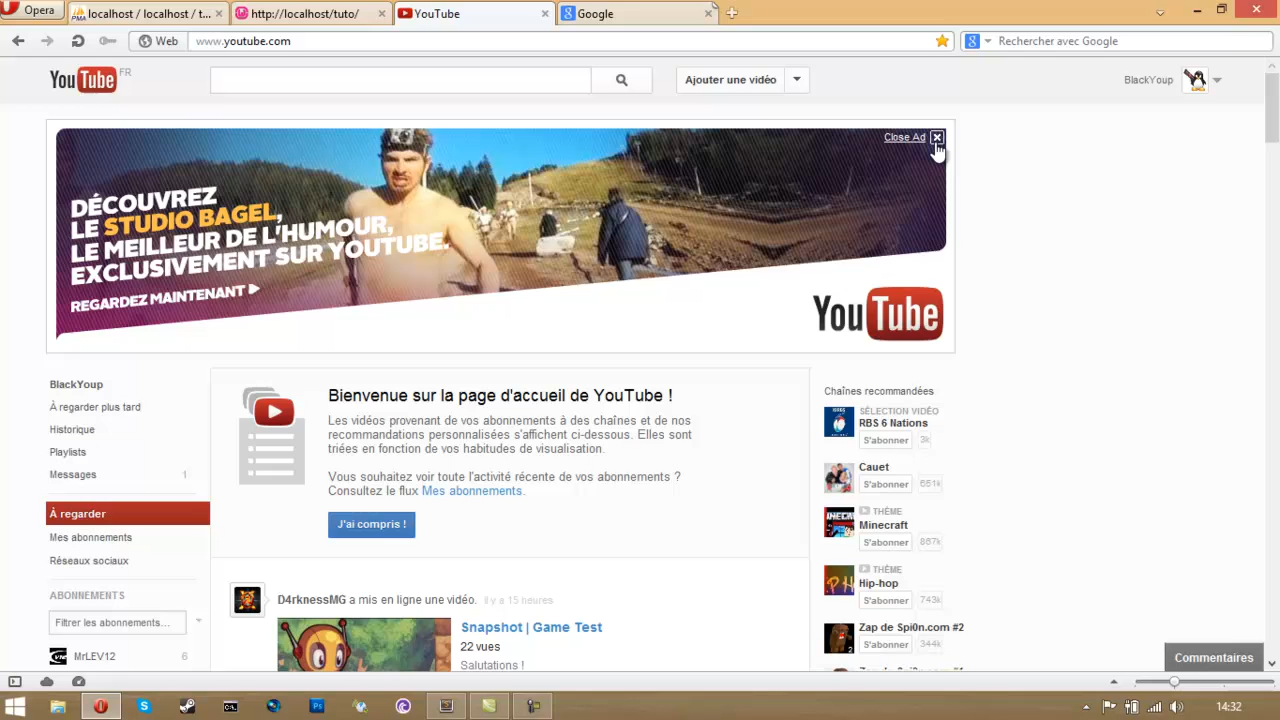 Opera
localhost / localhost / t...
http://localhost/tuto/
YouTube
Google
Web
www.youtube.com
Rechercher avec Google
YouTube FR
Ajouter une vidéo
BlackYoup
Close Ad
DÉCOUVREZ
LE STUDIO BAGEL,
LE MEILLEUR DE L'HUMOUR,
EXCLUSIVEMENT SUR YOUTUBE.
REGARDEZ MAINTENANT
YouTube
BlackYoup
À regarder plus tard
Historique
Playlists
Messages 1
À regarder
Mes abonnements
Réseaux sociaux
ABONNEMENTS
Filtrer les abonnements...
MrLEV12 6
Bienvenue sur la page d'accueil de YouTube !
Les vidéos provenant de vos abonnements à des chaînes et de nos
recommandations personnalisées s'affichent ci-dessous. Elles sont
triées en fonction de vos habitudes de visualisation.
Vous souhaitez voir toute l'activité récente de vos abonnements ?
Consultez le flux Mes abonnements.
J'ai compris !
D4rknessMG a mis en ligne une vidéo. Il y a 15 heures
Snapshot | Game Test
22 vues
Salutations !
Chaînes recommandées
SÉLECTION VIDÉO
RBS 6 Nations
S'abonner 3k
Cauet
S'abonner 651k
THÈME
Minecraft
S'abonner 887k
THÈME
Hip-hop
S'abonner 743k
Zap de Spi0n.com #2
S'abonner 344k
Commentaires
14:32